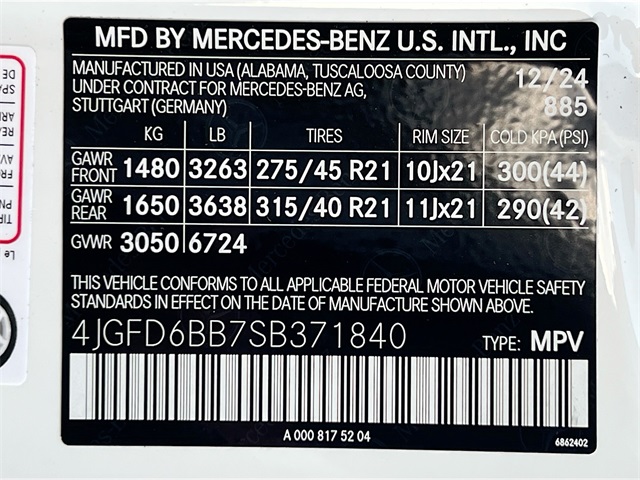 MFD BY MERCEDES-BENZ U.S. INTL., INC
MANUFACTURED IN USA (ALABAMA, TUSCALOOSA COUNTY) 12/24
UNDER CONTRACT FOR MERCEDES-BENZ AG, 885
STUTTGART (GERMANY)
KG LB TIRES RIM SIZE COLD KPA(PSI)
GAWR FRONT 1480 3263 275/45 R21 10Jx21 300(44)
GAWR REAR 1650 3638 315/40 R21 11Jx21 290(42)
GVWR 3050 6724
THIS VEHICLE CONFORMS TO ALL APPLICABLE FEDERAL MOTOR VEHICLE SAFETY
STANDARDS IN EFFECT ON THE DATE OF MANUFACTURE SHOWN ABOVE.
4JGFD6BB7SB371840 TYPE: MPV
A 000 817 52 04
6862402